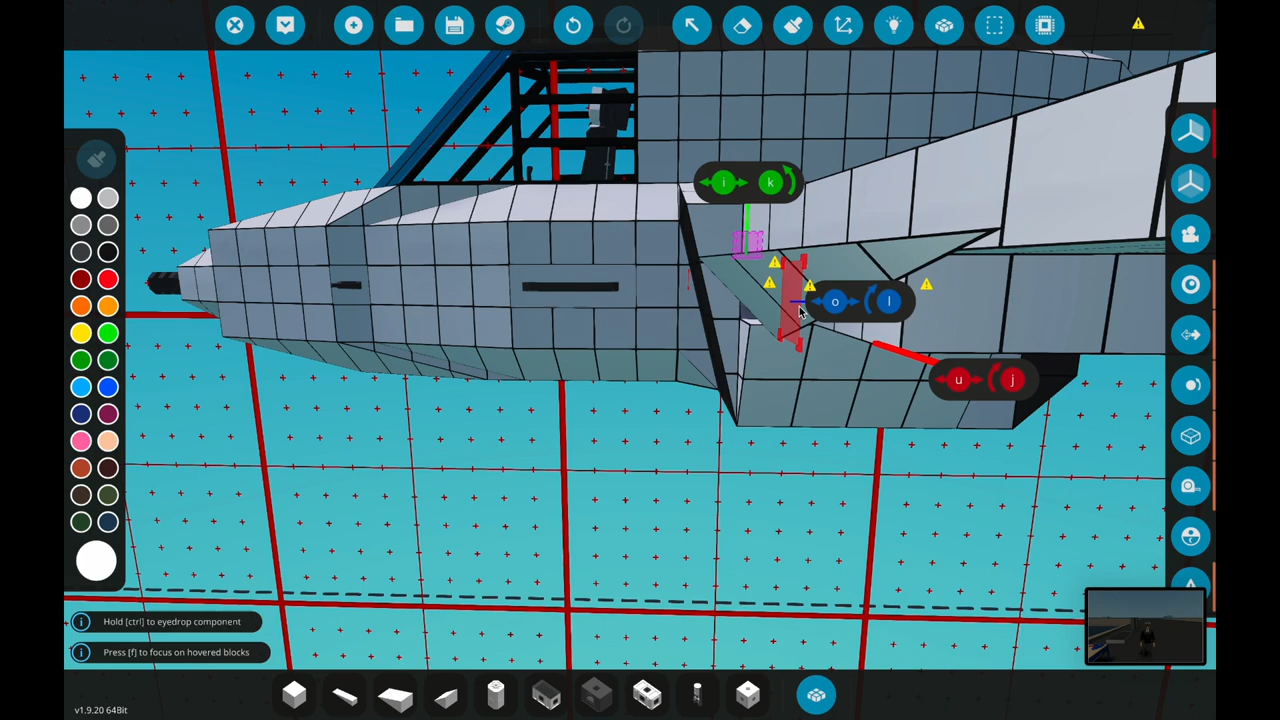 i k
o l
u j
Hold [ctrl] to eyedrop component
Press [f] to focus on hovered blocks
v1.9.20 64Bit